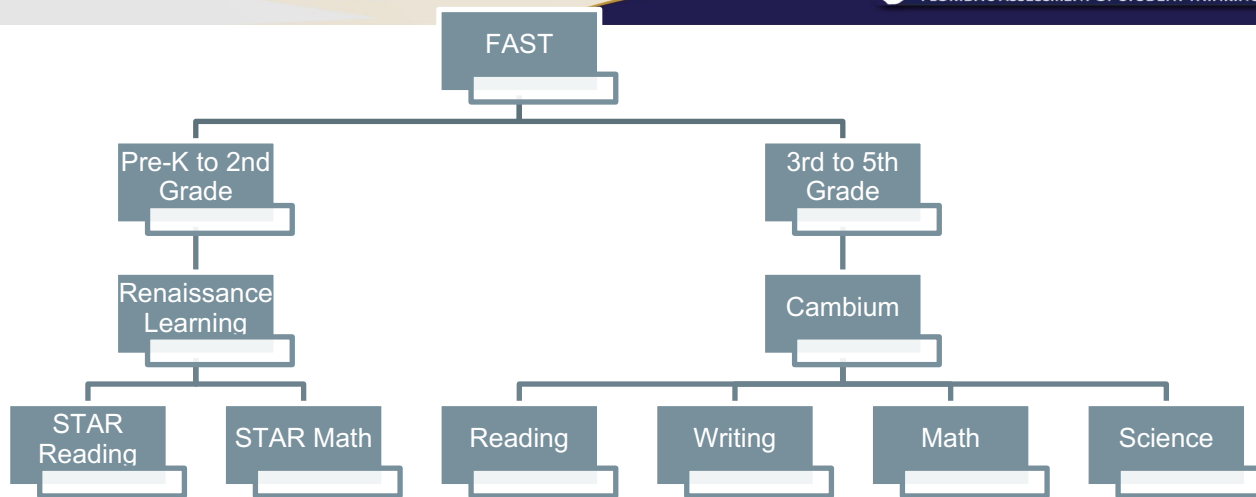 FAST
Pre-K to 2nd
Grade
3rd to 5th
Grade
Renaissance
Learning
Cambium
STAR
Reading
STAR Math
Reading
Writing
Math
Science